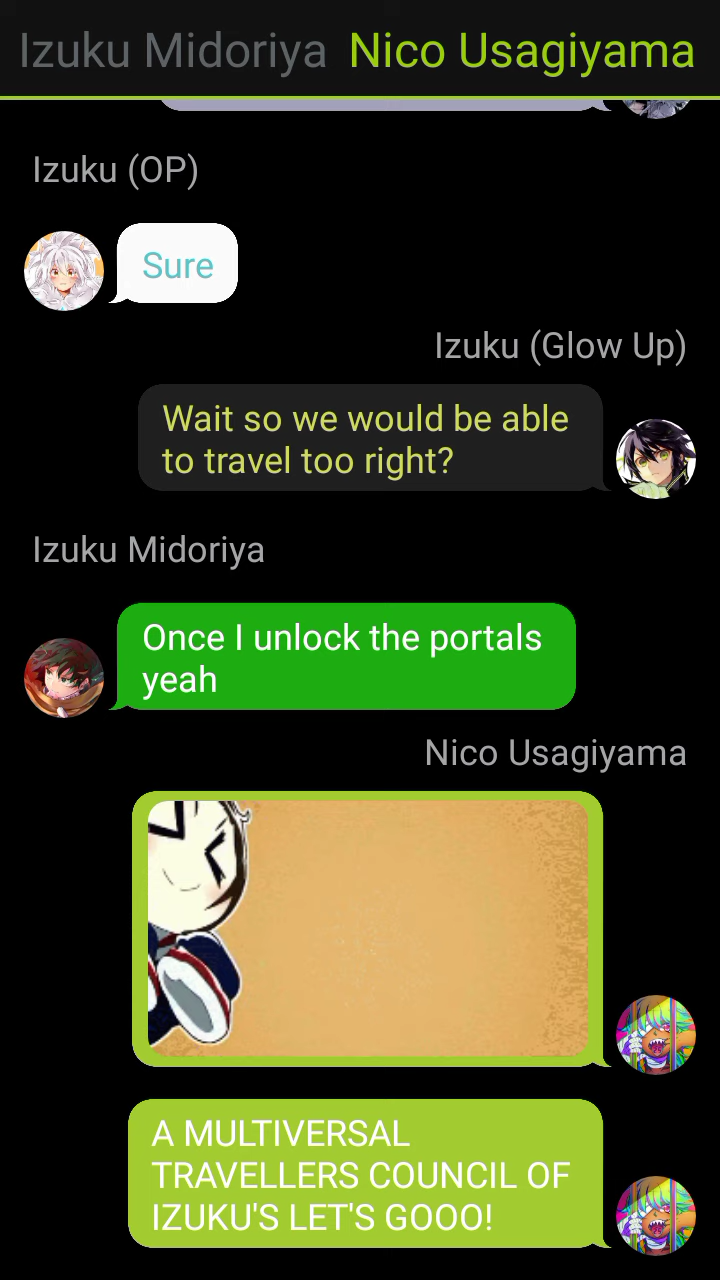 Izuku Midoriya Nico Usagiyama
Izuku (OP)
Sure
Izuku (Glow Up)
Wait so we would be able
to travel too right?
Izuku Midoriya
Once I unlock the portals
yeah
Nico Usagiyama
A MULTIVERSAL
TRAVELLERS COUNCIL OF
IZUKU'S LET'S GOOO!